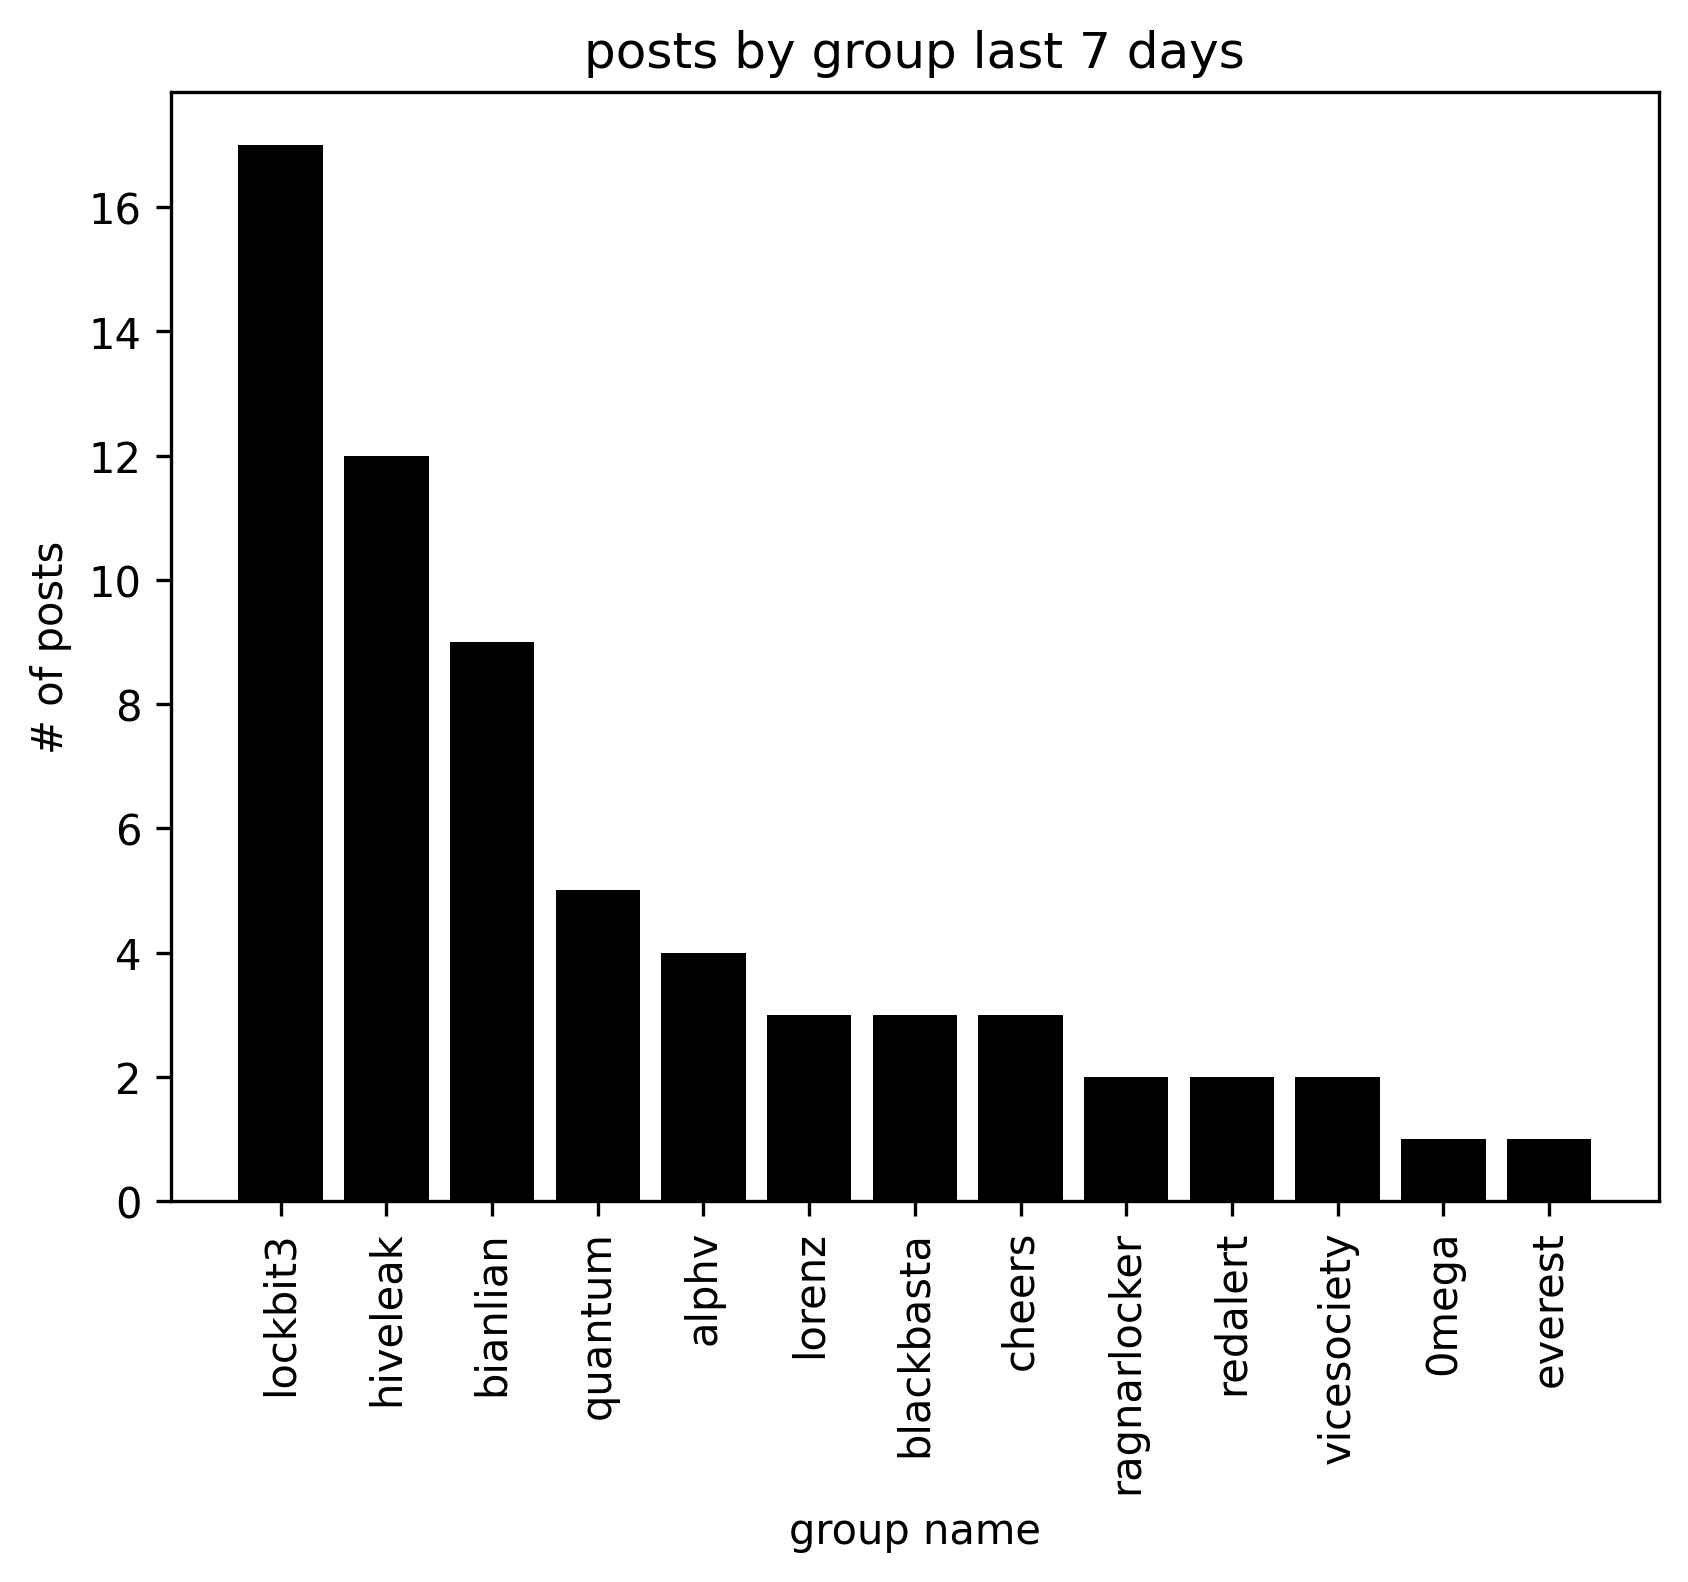 posts by group last 7 days
# of posts
16
14
12
10
8
6
4
2
0
lockbit3
hiveleak
bianlian
quantum
alphv
lorenz
blackbasta
cheers
ragnarlocker
redalert
vicesociety
0mega
everest
group name